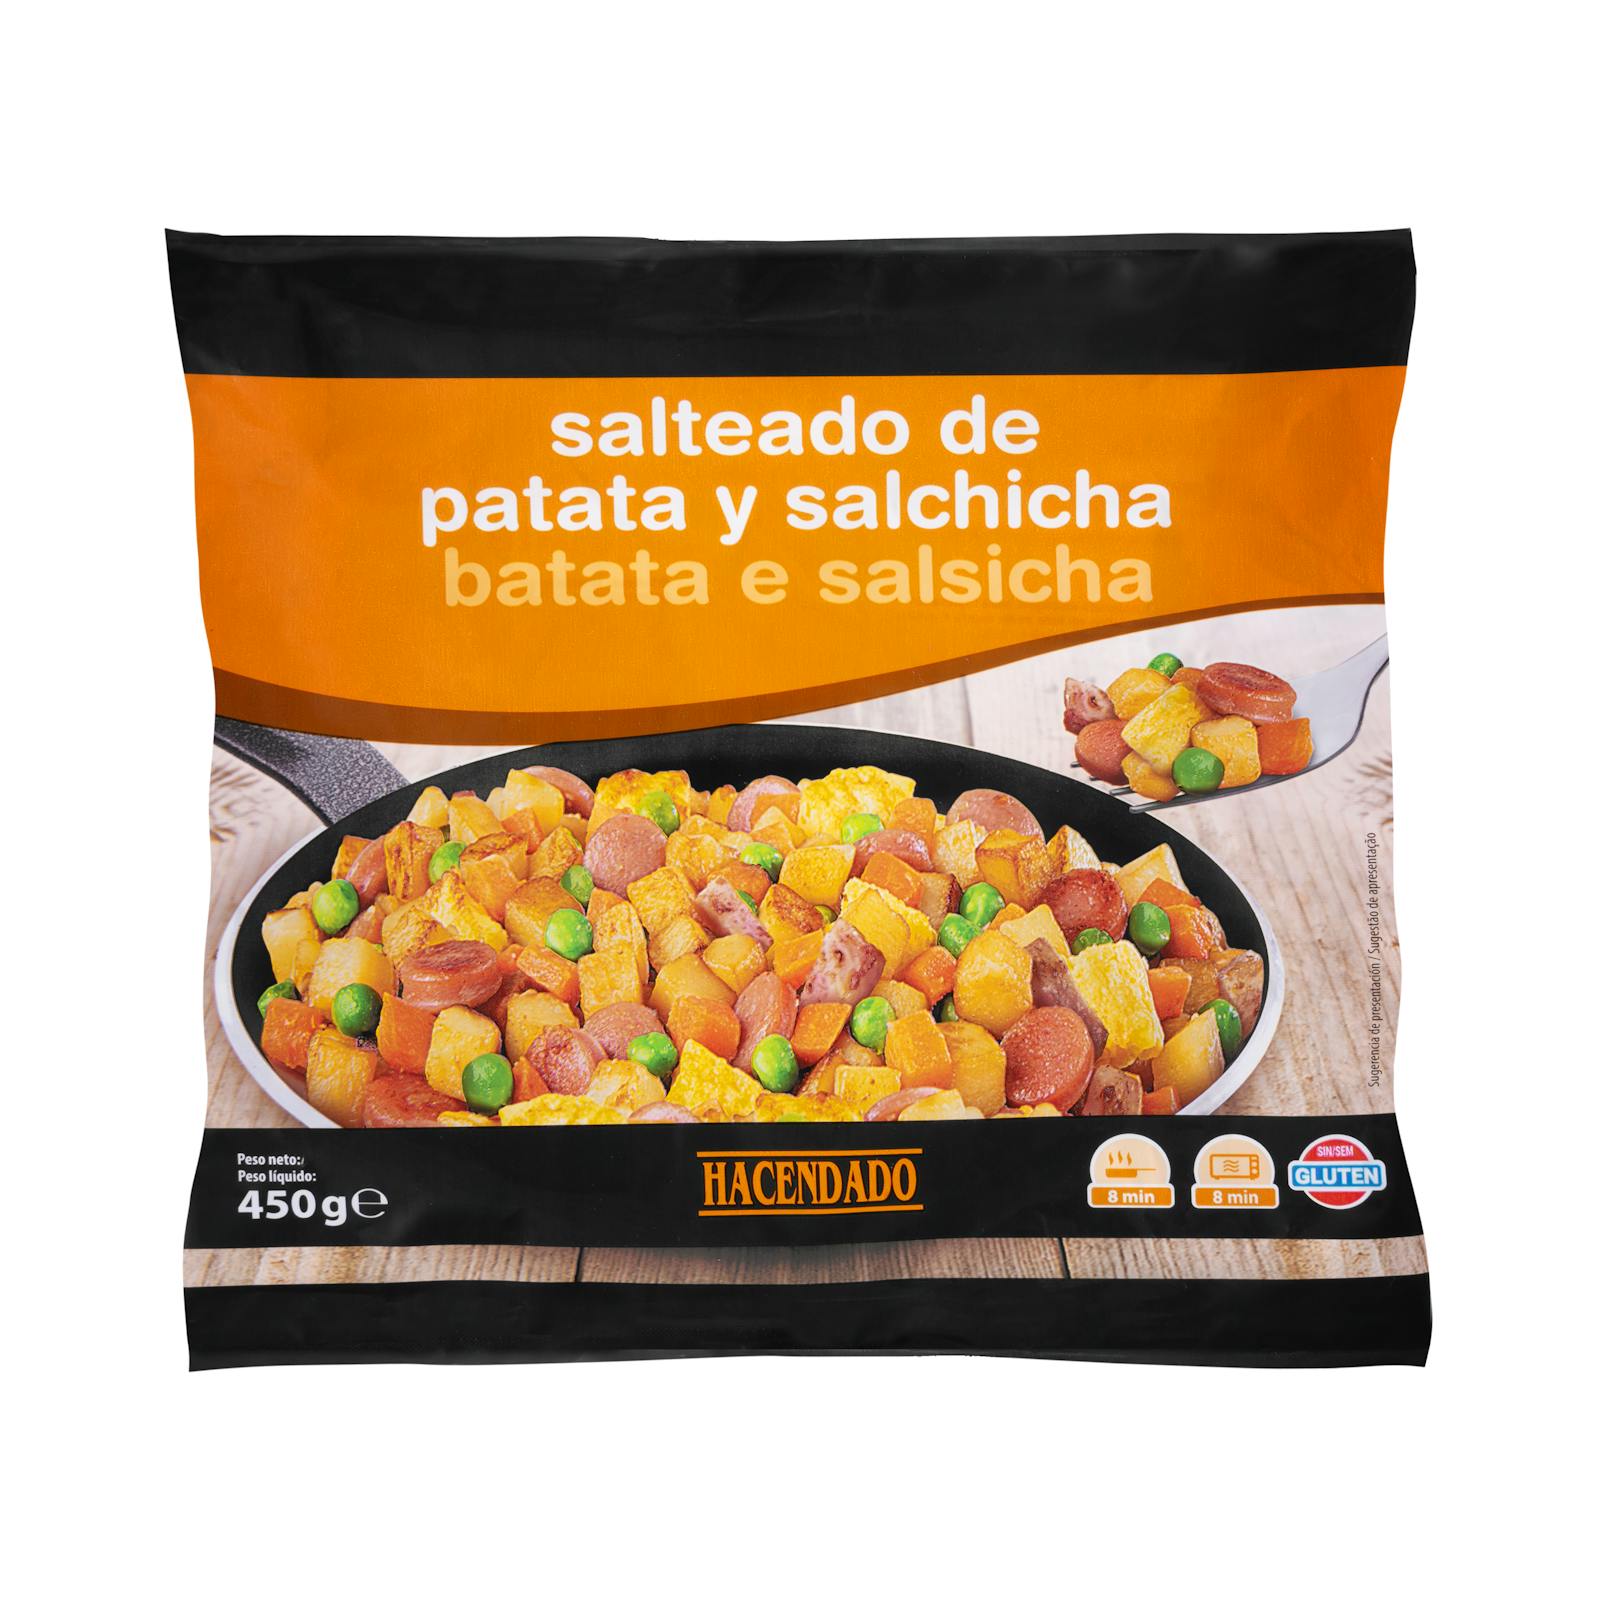 salteado de
patata y salchicha
batata e salsicha
Sugerencia de presentación / Sugestão de apresentação
Peso neto:/
Peso líquido:
450 g ℮
HACENDADO
8 min
8 min
SIN/SEM
GLUTEN